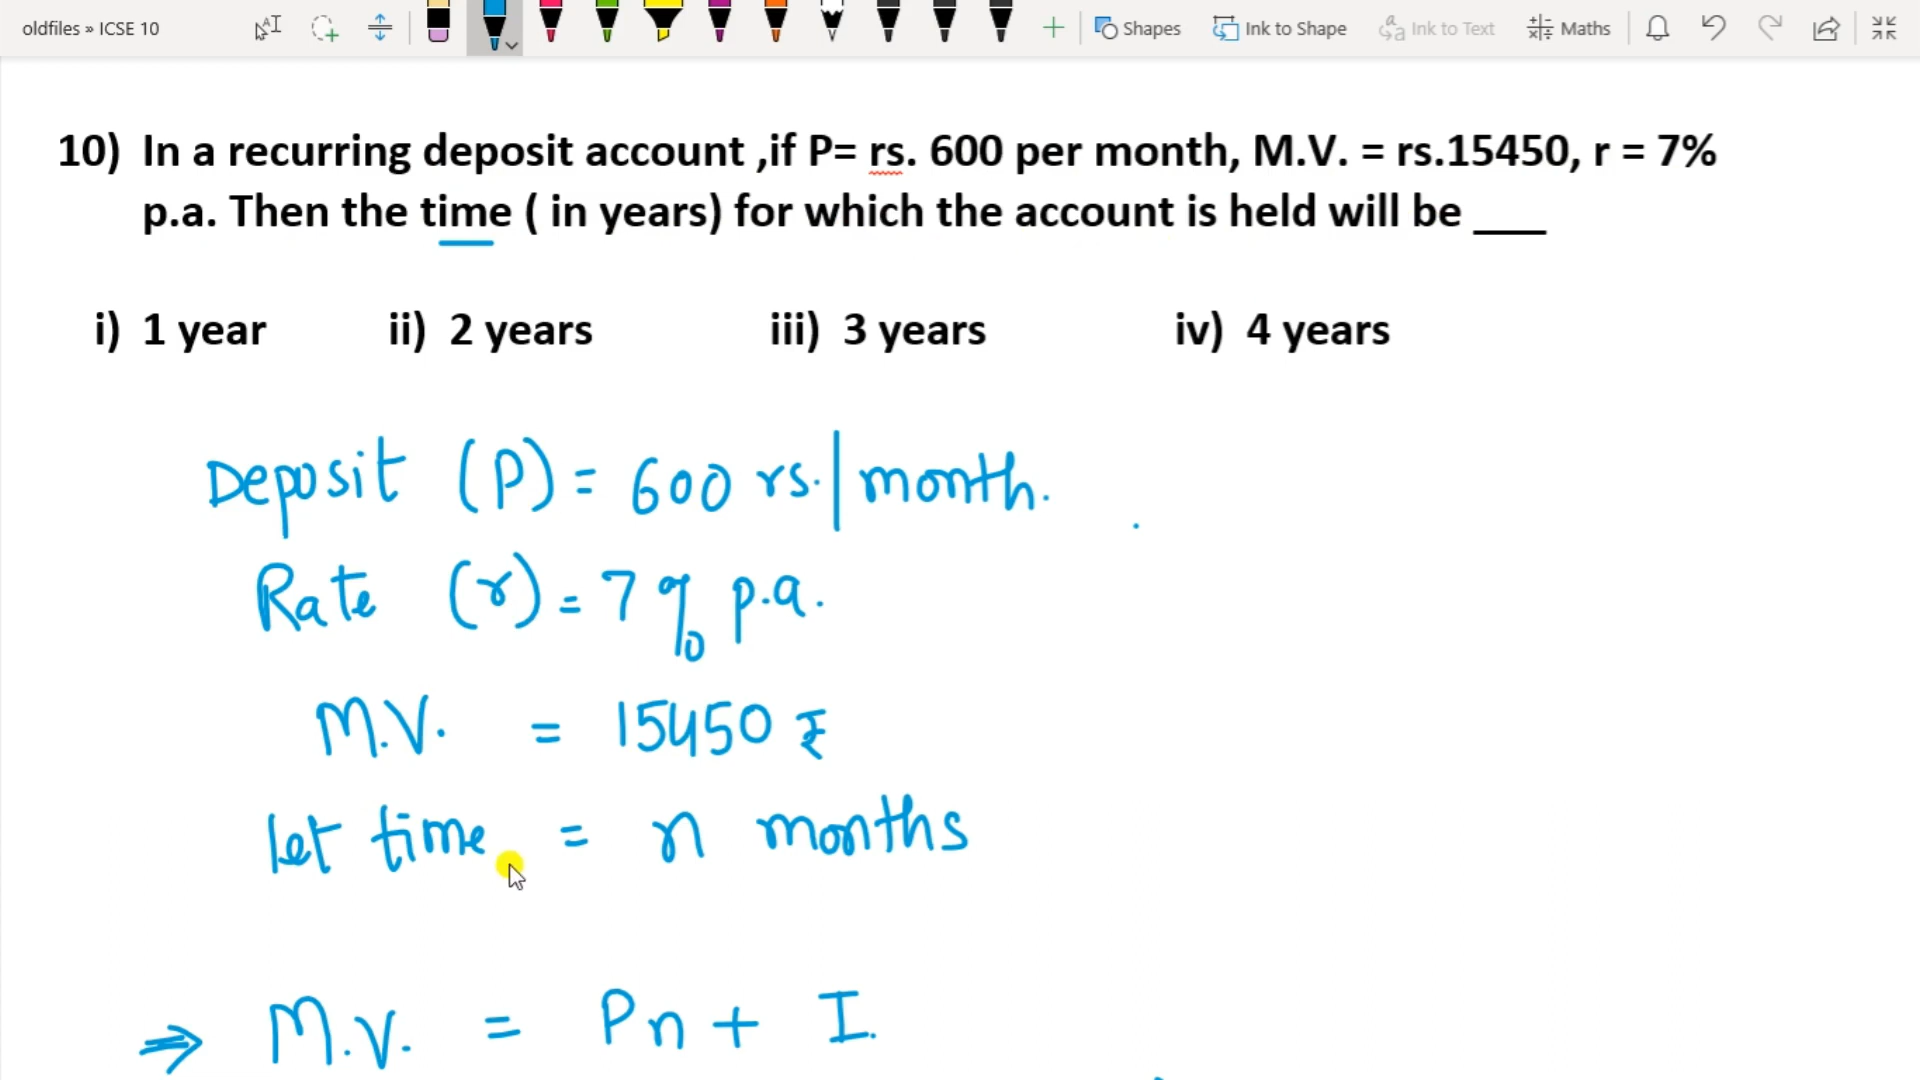 oldfiles » ICSE 10 Shapes Ink to Shape Ink to Text Maths
10) In a recurring deposit account ,if P= rs. 600 per month, M.V. = rs.15450, r = 7%
p.a. Then the time ( in years) for which the account is held will be ____
i) 1 year ii) 2 years iii) 3 years iv) 4 years
Deposit (P) = 600 rs. | month.
Rate (r) = 7 % p.a.
M.V. = 15450 ₹
let time = n months
⇒ M.V. = Pn + I.